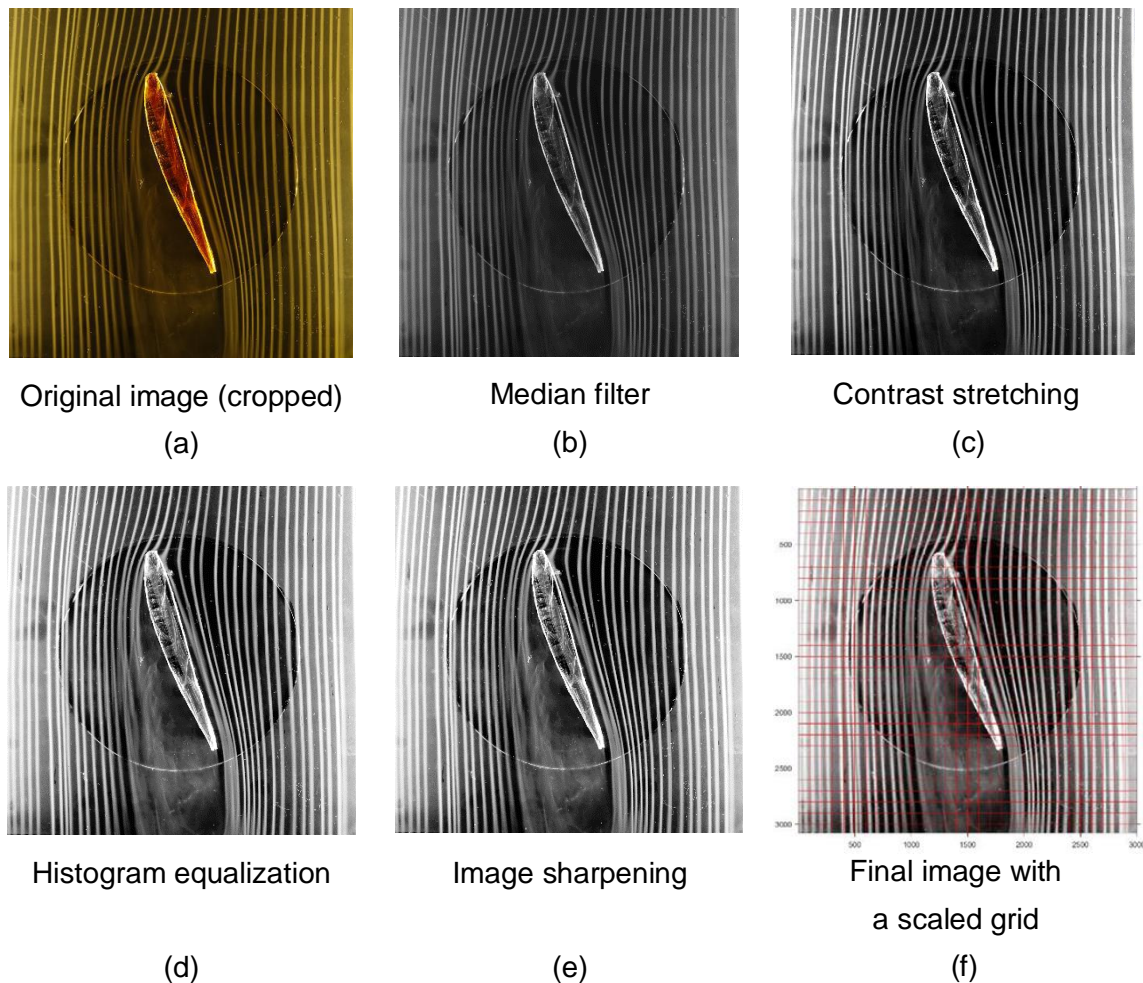 Original image (cropped)
Median filter
Contrast stretching
(a)
(b)
(c)
500
1000
1500
2000
2500
3000
500
1000
1500
2000
2500
3000
Histogram equalization
Image sharpening
Final image with
a scaled grid
(d)
(e)
(f)